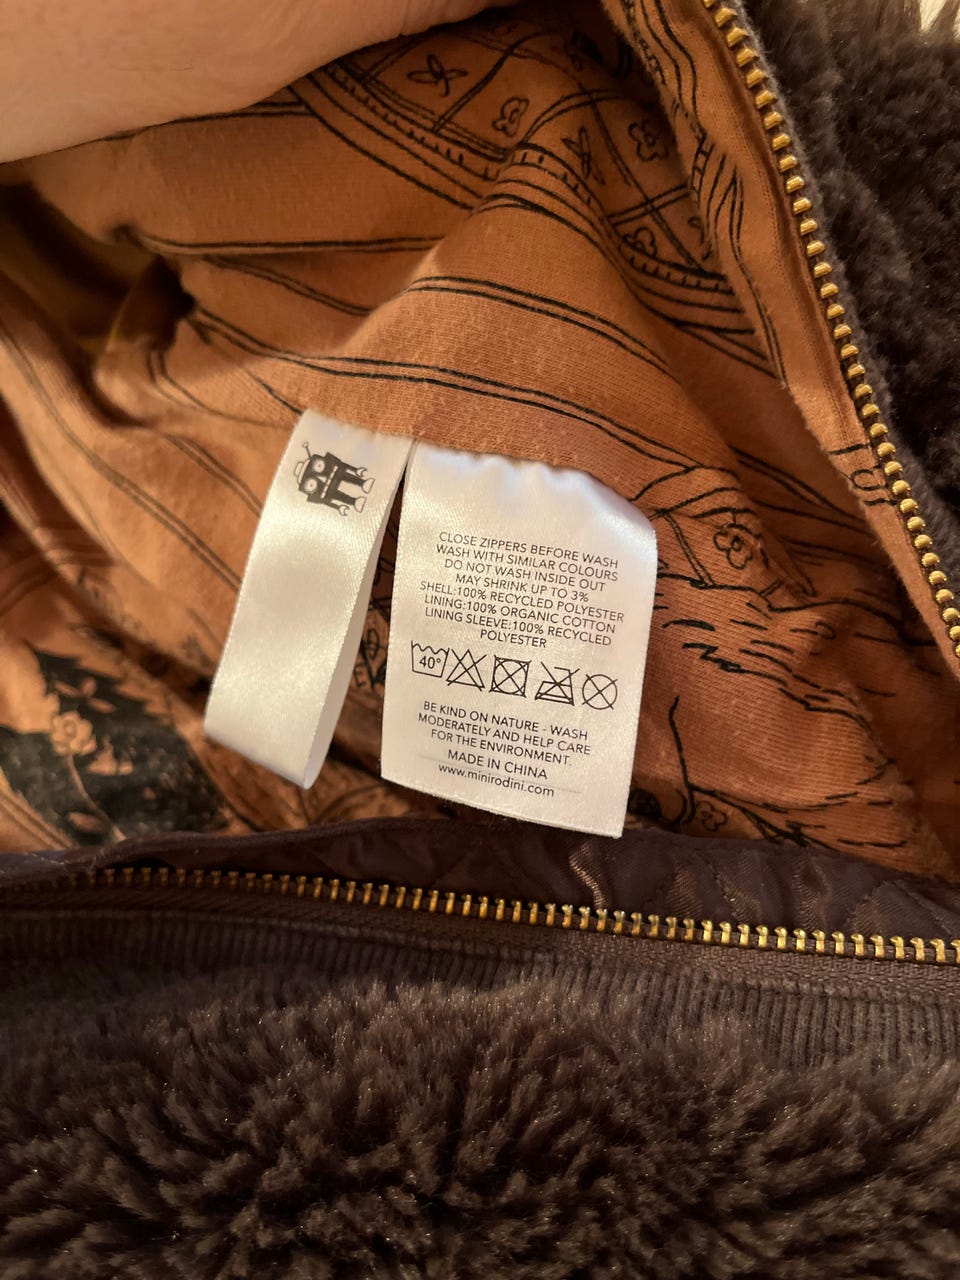 CLOSE ZIPPERS BEFORE WASH
WASH WITH SIMILAR COLOURS
DO NOT WASH INSIDE OUT
MAY SHRINK UP TO 3%
SHELL:100% RECYCLED POLYESTER
LINING:100% ORGANIC COTTON
LINING SLEEVE:100% RECYCLED
POLYESTER
40°
BE KIND ON NATURE - WASH
MODERATELY AND HELP CARE
FOR THE ENVIRONMENT.
MADE IN CHINA
www.minirodini.com